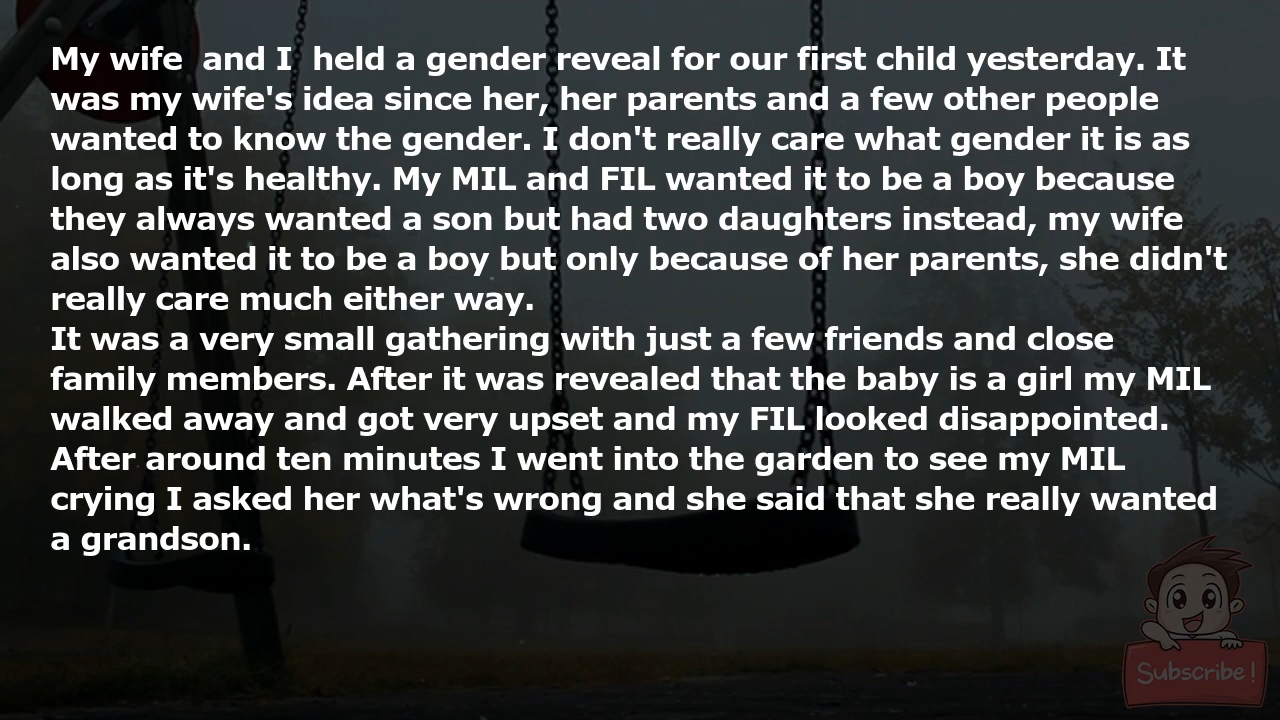 My wife  and I  held a gender reveal for our first child yesterday. It
was my wife's idea since her, her parents and a few other people
wanted to know the gender. I don't really care what gender it is as
long as it's healthy. My MIL and FIL wanted it to be a boy because
they always wanted a son but had two daughters instead, my wife
also wanted it to be a boy but only because of her parents, she didn't
really care much either way.
It was a very small gathering with just a few friends and close
family members. After it was revealed that the baby is a girl my MIL
walked away and got very upset and my FIL looked disappointed.
After around ten minutes I went into the garden to see my MIL
crying I asked her what's wrong and she said that she really wanted
a grandson.
Subscribe!